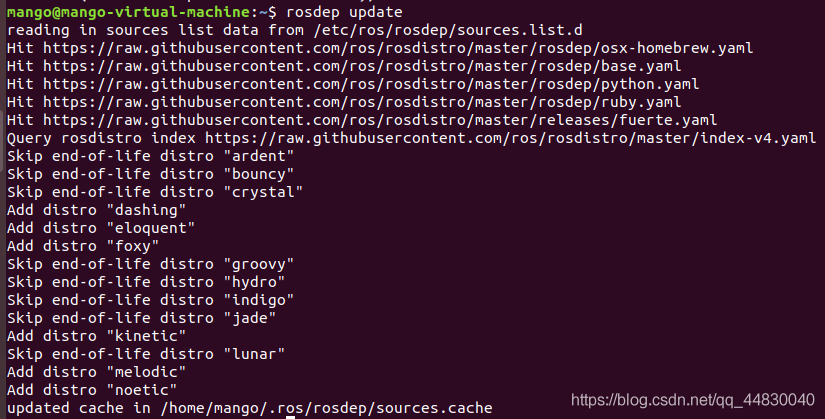 mango@mango-virtual-machine:~$ rosdep update
reading in sources list data from /etc/ros/rosdep/sources.list.d
Hit https://raw.githubusercontent.com/ros/rosdistro/master/rosdep/osx-homebrew.yaml
Hit https://raw.githubusercontent.com/ros/rosdistro/master/rosdep/base.yaml
Hit https://raw.githubusercontent.com/ros/rosdistro/master/rosdep/python.yaml
Hit https://raw.githubusercontent.com/ros/rosdistro/master/rosdep/ruby.yaml
Hit https://raw.githubusercontent.com/ros/rosdistro/master/releases/fuerte.yaml
Query rosdistro index https://raw.githubusercontent.com/ros/rosdistro/master/index-v4.yaml
Skip end-of-life distro "ardent"
Skip end-of-life distro "bouncy"
Skip end-of-life distro "crystal"
Add distro "dashing"
Add distro "eloquent"
Add distro "foxy"
Skip end-of-life distro "groovy"
Skip end-of-life distro "hydro"
Skip end-of-life distro "indigo"
Skip end-of-life distro "jade"
Add distro "kinetic"
Skip end-of-life distro "lunar"
Add distro "melodic"
Add distro "noetic"
updated cache in /home/mango/.ros/rosdep/sources.cache
https://blog.csdn.net/qq_44830040